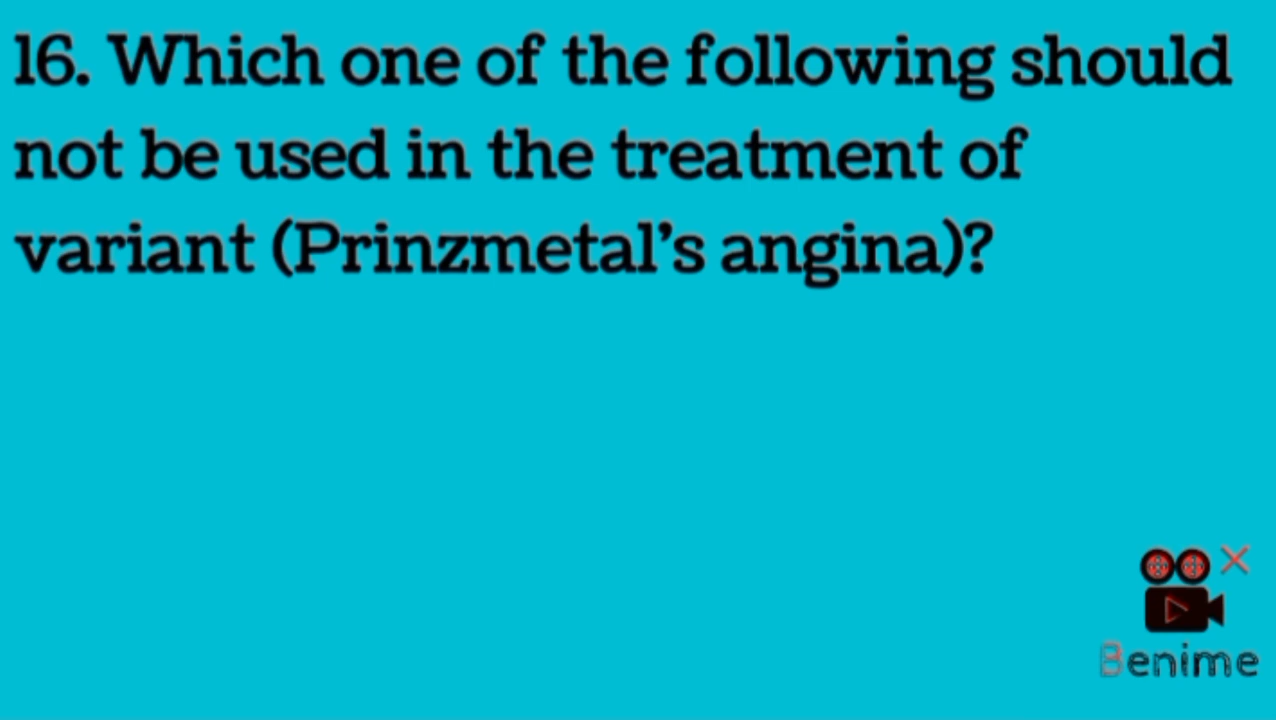 16. Which one of the following should
not be used in the treatment of
variant (Prinzmetal’s angina)?
Benime